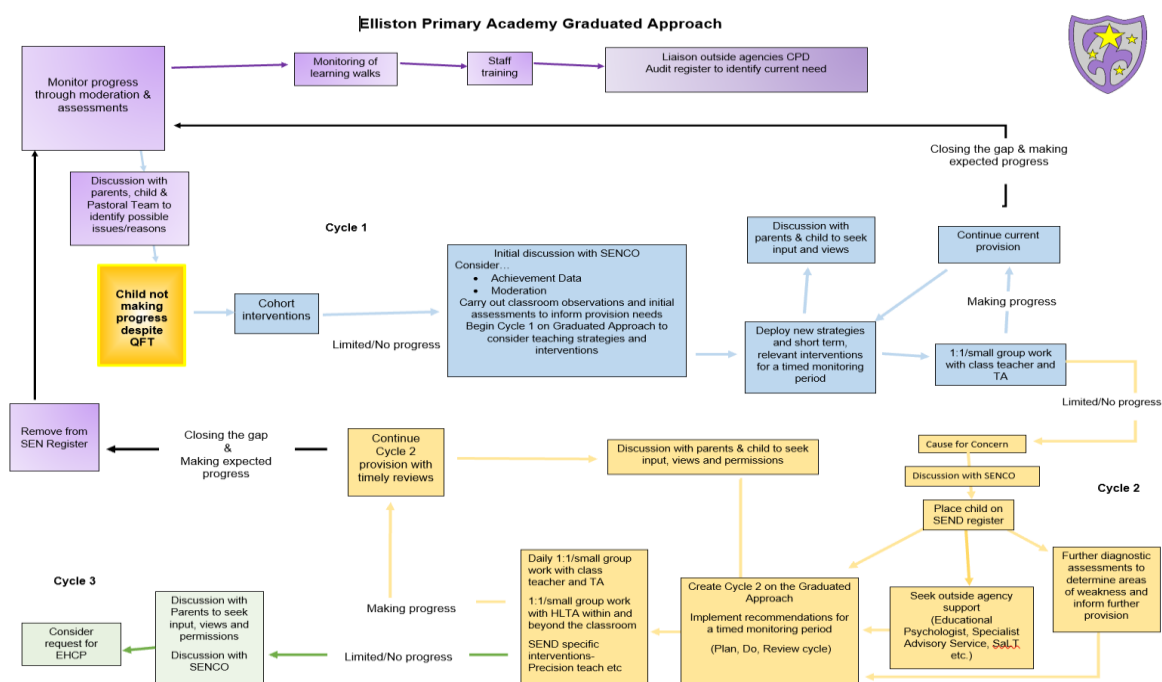 Elliston Primary Academy Graduated Approach
Monitor progress
through moderation &
assessments
Monitoring of
learning walks
Staff
training
Liaison outside agencies CPD
Audit register to identify current need
Closing the gap & making
expected progress
Discussion with
parents, child &
Pastoral Team to
identify possible
issues/reasons
Cycle 1
Child not
making
progress
despite
QFT
Cohort
interventions
Limited/No progress
Initial discussion with SENCO
Consider…
• Achievement Data
• Moderation
Carry out classroom observations and initial
assessments to inform provision needs
Begin Cycle 1 on Graduated Approach to
consider teaching strategies and
interventions
Discussion with
parents & child to seek
input and views
Continue current
provision
Making progress
Deploy new strategies
and short term,
relevant interventions
for a timed monitoring
period
1:1/small group work
with class teacher and
TA
Limited/No progress
Remove from
SEN Register
Closing the gap
&
Making expected
progress
Continue
Cycle 2
provision with
timely reviews
Discussion with parents & child to seek
input, views and permissions
Cause for Concern
Discussion with SENCO
Cycle 2
Place child on
SEND register
Further diagnostic
assessments to
determine areas
of weakness and
inform further
provision
Seek outside agency
support
(Educational
Psychologist, Specialist
Advisory Service, SaLT
etc.)
Create Cycle 2 on the Graduated
Approach
Implement recommendations for
a timed monitoring period
(Plan, Do, Review cycle)
Daily 1:1/small group
work with class
teacher and TA
1:1/small group work
with HLTA within and
beyond the classroom
SEND specific
interventions-
Precision teach etc
Making progress
Limited/No progress
Cycle 3
Discussion with
Parents to seek
input, views and
permissions
Discussion with
SENCO
Consider
request for
EHCP